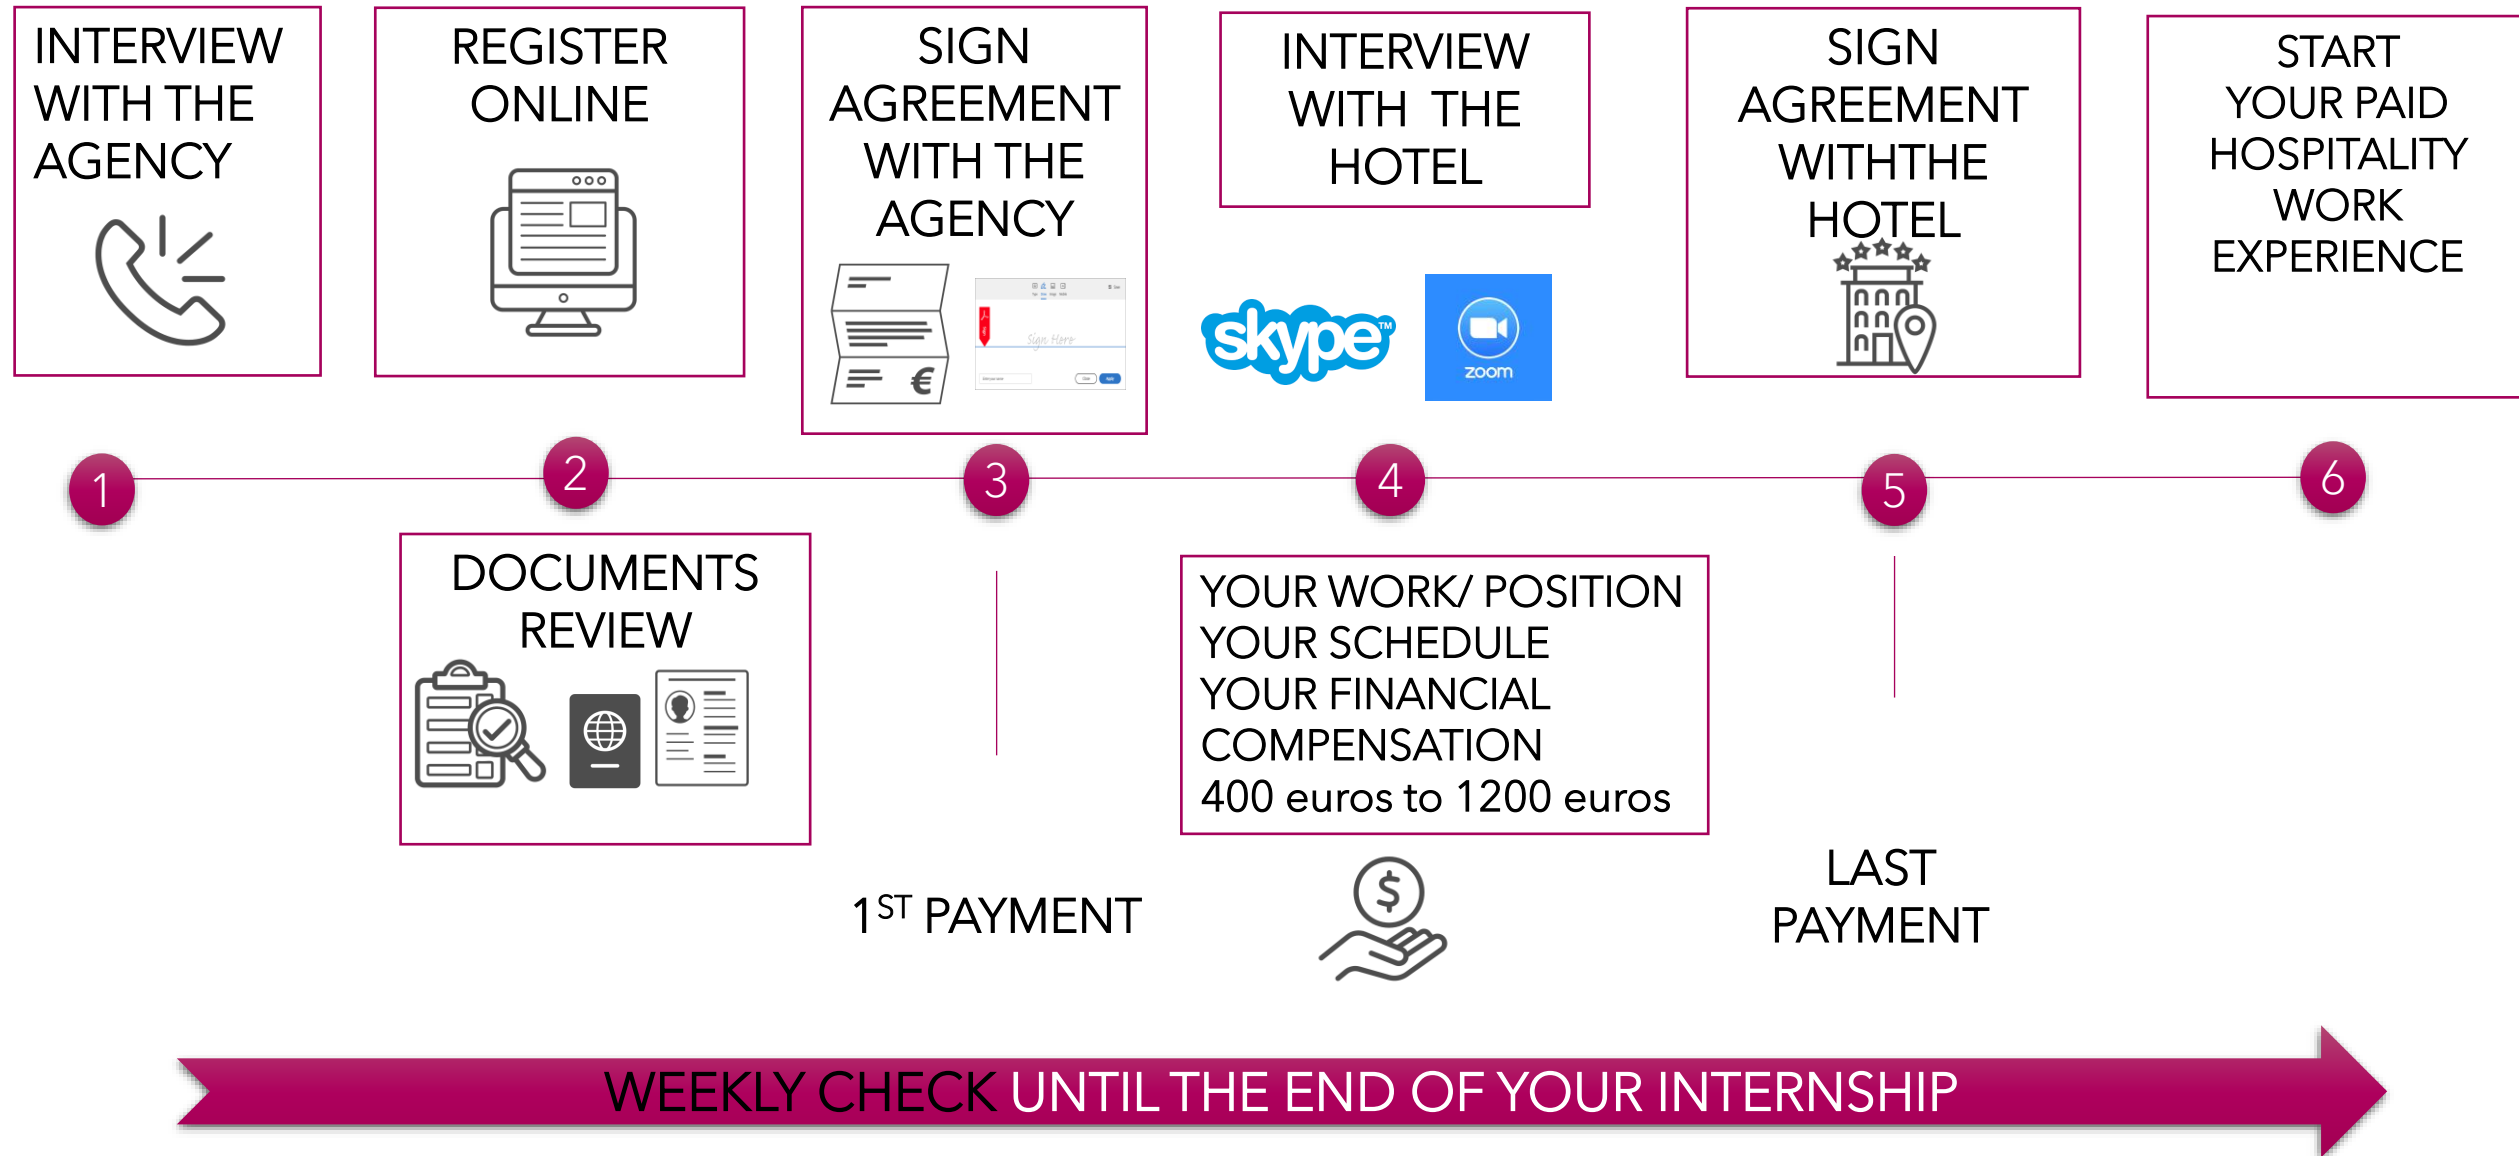 INTERVIEW
WITH THE
AGENCY
REGISTER
ONLINE
SIGN
AGREEMENT
WITH THE
AGENCY
Sign Here
INTERVIEW
WITH THE
HOTEL
skype™
zoom
SIGN
AGREEMENT
WITHTHE
HOTEL
START
YOUR PAID
HOSPITALITY
WORK
EXPERIENCE
1
2
3
4
5
6
DOCUMENTS
REVIEW
1ST PAYMENT
YOUR WORK/ POSITION
YOUR SCHEDULE
YOUR FINANCIAL
COMPENSATION
400 euros to 1200 euros
LAST
PAYMENT
WEEKLY CHECK UNTIL THE END OF YOUR INTERNSHIP